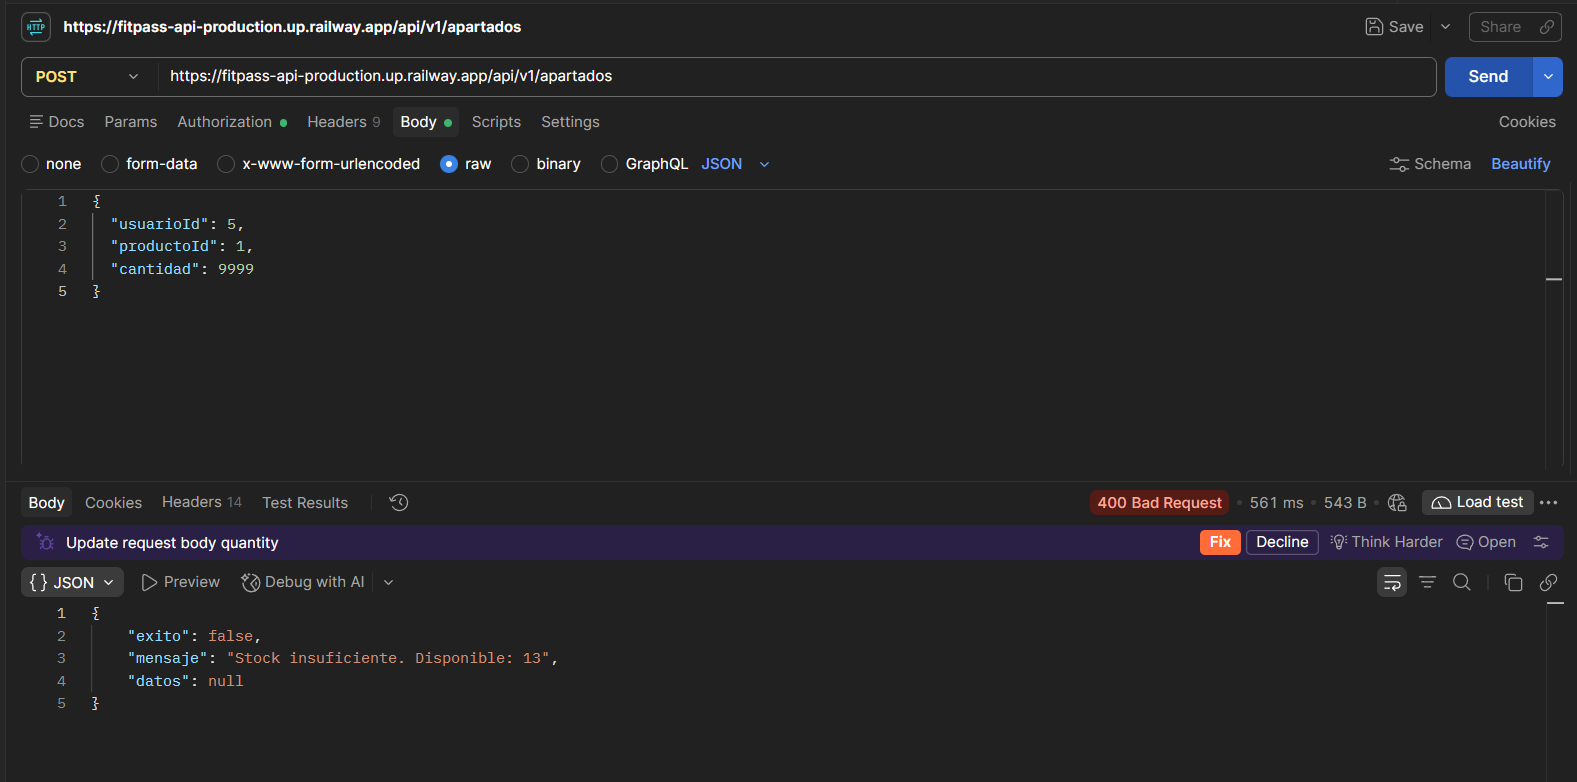 HTTP https://fitpass-api-production.up.railway.app/api/v1/apartados Save Share
POST https://fitpass-api-production.up.railway.app/api/v1/apartados Send
Docs Params Authorization Headers 9 Body Scripts Settings Cookies
none form-data x-www-form-urlencoded raw binary GraphQL JSON Schema Beautify
1 {
2 "usuarioId": 5,
3 "productoId": 1,
4 "cantidad": 9999
5 }
Body Cookies Headers 14 Test Results 400 Bad Request • 561 ms • 543 B • Load test
Update request body quantity Fix Decline Think Harder Open
{} JSON Preview Debug with AI
1 {
2 "exito": false,
3 "mensaje": "Stock insuficiente. Disponible: 13",
4 "datos": null
5 }